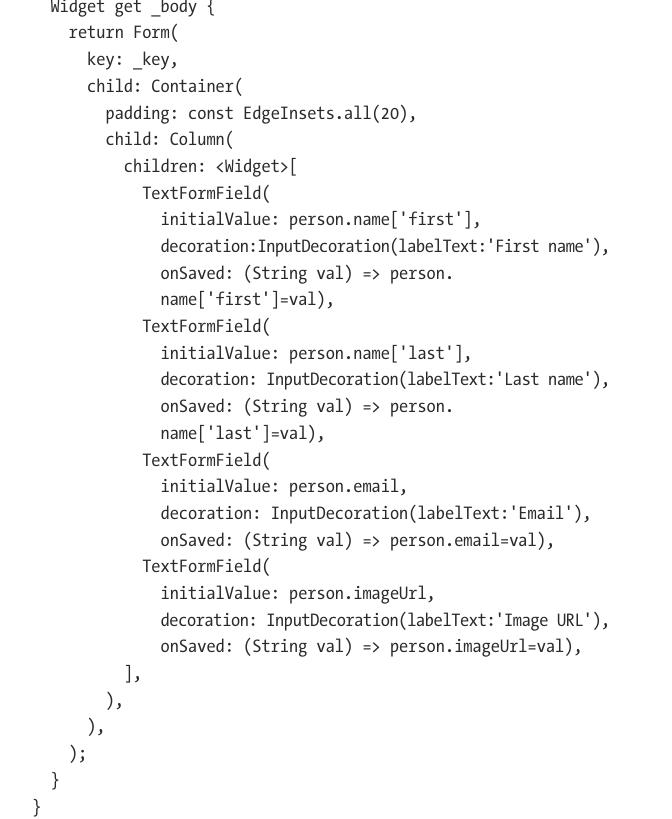 Widget get _body {
return Form(
key: _key,
child: Container(
padding: const EdgeInsets.all(20),
child: Column(
children: <Widget>[
TextFormField(
initialValue: person.name['first'],
decoration:InputDecoration(labelText:'First name'),
onSaved: (String val) => person.
name['first']=val),
TextFormField(
initialValue: person.name['last'],
decoration: InputDecoration(labelText:'Last name'),
onSaved: (String val) => person.
name['last']=val),
TextFormField(
initialValue: person.email,
decoration: InputDecoration(labelText:'Email'),
onSaved: (String val) => person.email=val),
TextFormField(
initialValue: person.imageUrl,
decoration: InputDecoration(labelText:'Image URL'),
onSaved: (String val) => person.imageUrl=val),
],
),
),
);
}
}